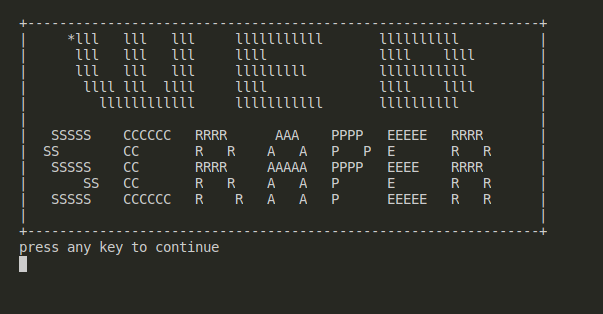 +----------------------------------------------------------------+
|     *lll   lll   lll     lllllllllll       llllllllll          |
|      lll   lll   lll     llll              llll    llll        |
|      lll   lll   lll     lllllllll         lllllllllll         |
|       llll lll  llll     llll              llll    llll        |
|         llllllllllll     lllllllllll       llllllllll          |
|                                                                |
|   SSSSS    CCCCCC   RRRR      AAA    PPPP   EEEEE   RRRR       |
|  SS        CC       R   R    A   A   P   P  E       R   R      |
|   SSSSS    CC       RRRR     AAAAA   PPPP   EEEE    RRRR       |
|       SS   CC       R   R    A   A   P      E       R   R      |
|   SSSSS    CCCCCC   R    R   A   A   P      EEEEE   R   R      |
|                                                                |
+----------------------------------------------------------------+
press any key to continue